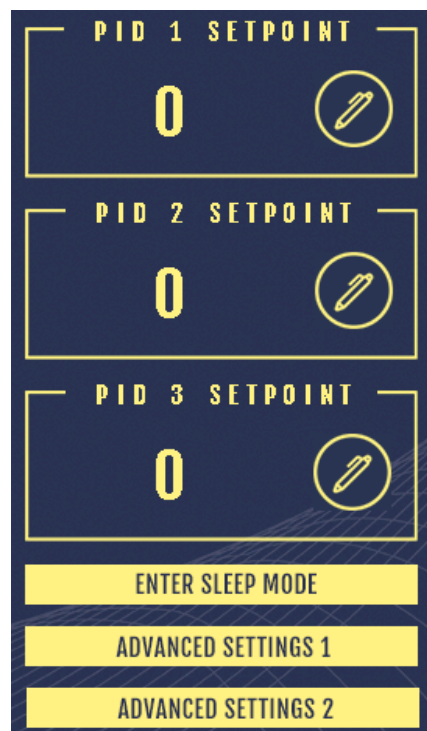 PID 1 SETPOINT
0
PID 2 SETPOINT
0
PID 3 SETPOINT
0
ENTER SLEEP MODE
ADVANCED SETTINGS 1
ADVANCED SETTINGS 2